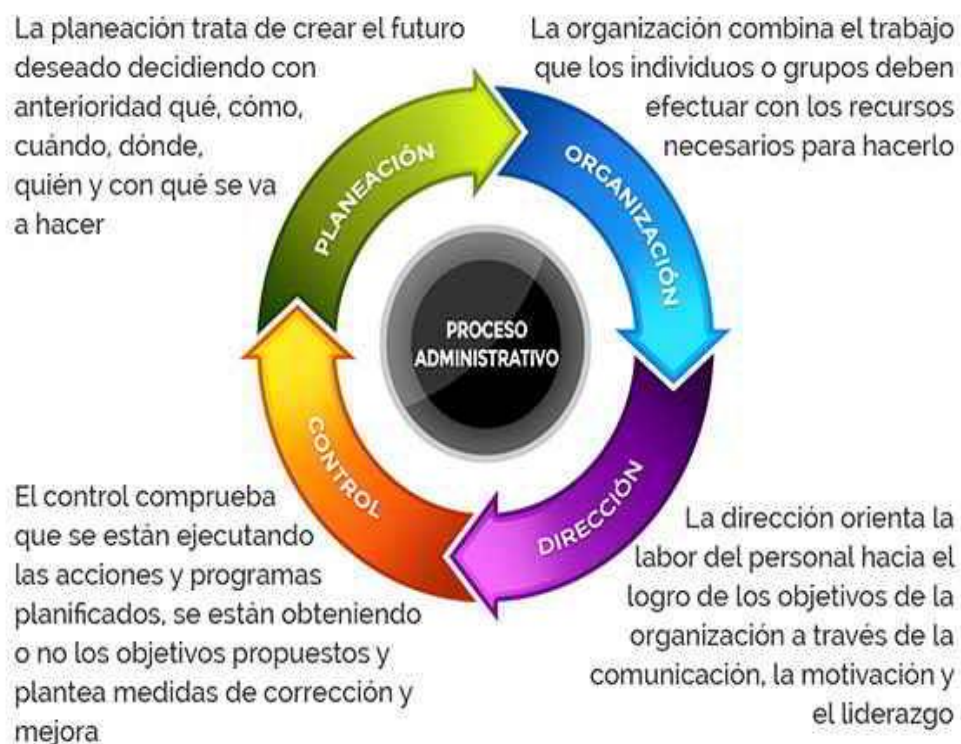 La planeación trata de crear el futuro
deseado decidiendo con
anterioridad qué, cómo,
cuándo, dónde,
quién y con qué se va
a hacer
La organización combina el trabajo
que los individuos o grupos deben
efectuar con los recursos
necesarios para hacerlo
PLANEACIÓN
ORGANIZACIÓN
PROCESO
ADMINISTRATIVO
CONTROL
DIRECCIÓN
El control comprueba
que se están ejecutando
las acciones y programas
planificados, se están obteniendo
o no los objetivos propuestos y
plantea medidas de corrección y
mejora
La dirección orienta la
labor del personal hacia el
logro de los objetivos de la
organización a través de la
comunicación, la motivación y
el liderazgo